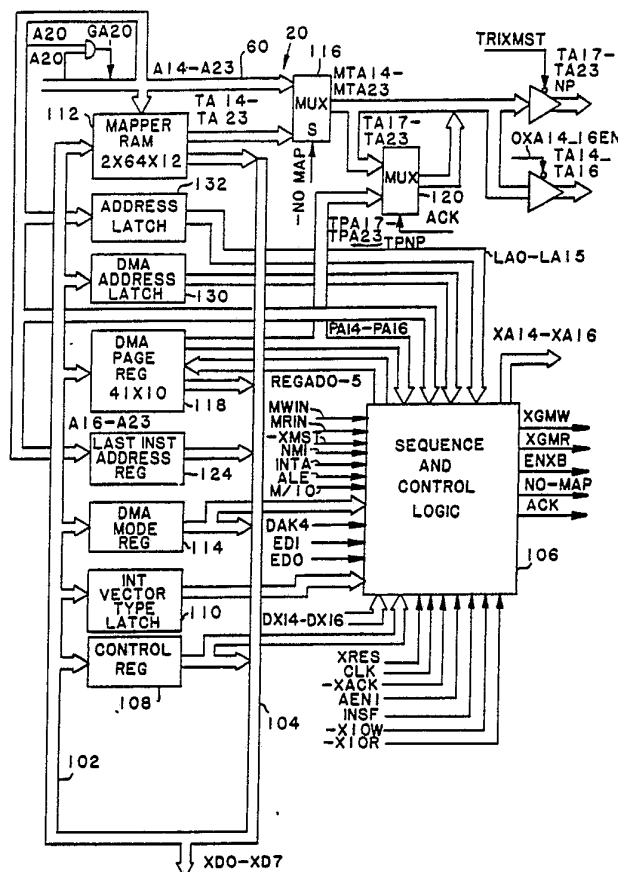 A20
GA20
A20
A14-A23
60
20
116
112
MAPPER
RAM
2X64X12
TA 14-
TA 23
MUX
S
-NO MAP
MTA14-
MTA23
TRIXMST
TA17-
TA23
NP
OXA14_16EN
TA14_
TA16
TA17-
TA23
MUX
120
ACK
TPA17-
TPA23
TPNP
132
ADDRESS
LATCH
DMA
ADDRESS
LATCH
130
LA0-LA15
DMA
PAGE
REG
41X10
118
PA14-PA16
XA14-XA16
REGAD0-5
A16-A23
LAST INST
ADDRESS
REG
124
DMA
MODE
REG
114
INT
VECTOR
TYPE
LATCH
110
CONTROL
REG
108
MWIN
MRIN
-XMST
NMI
INTA
ALE
M/IO
DAK4
EDI
EDO
DX14-DX16
SEQUENCE
AND
CONTROL
LOGIC
106
XGMW
XGMR
ENXB
NO-MAP
ACK
XRES
CLK
-XACK
AEN1
INSF
-XIOW
-XIOR
102
104
XD0-XD7